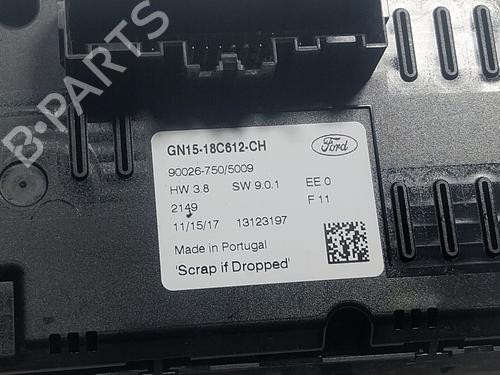 B-PARTS
GN15-18C612-CH
Ford
90026-750/5009
HW 3.8 SW 9.0.1 EE 0
2149 F 11
11/15/17 13123197
Made in Portugal
'Scrap if Dropped'